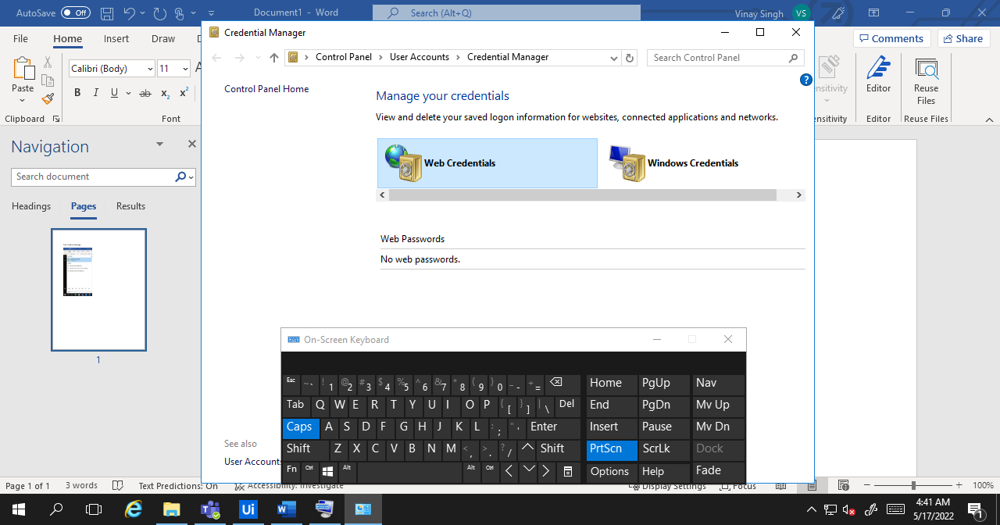 AutoSave Off Document1 - Word Search (Alt+Q) Vinay Singh VS
File Home Insert Draw
Comments Share
Credential Manager
Control Panel User Accounts Credential Manager Search Control Panel
Calibri (Body) 11
Paste
B I U ab x2 x2
Clipboard Font
Editor Reuse Files
Editor Reuse Files
Control Panel Home
Manage your credentials
View and delete your saved logon information for websites, connected applications and networks.
Web Credentials Windows Credentials
Web Passwords
No web passwords.
Navigation
Search document
Headings Pages Results
1
See also
User Accounts
On-Screen Keyboard
Esc ~ ` ! 1 @ 2 # 3 $ 4 % 5 ^ 6 & 7 * 8 ( 9 ) 0 _ - + = Home PgUp Nav
Tab Q W E R T Y U I O P { [ } ] | \ Del End PgDn Mv Up
Caps A S D F G H J K L : ; " ' Enter Insert Pause Mv Dn
Shift Z X C V B N M < , > . ? / Shift PrtScn ScrLk Dock
Fn Ctrl Alt Alt Ctrl Options Help Fade
Page 1 of 1 3 words Text Predictions: On Accessibility: Investigate Display Settings Focus 100%
Ui
4:41 AM
5/17/2022
1